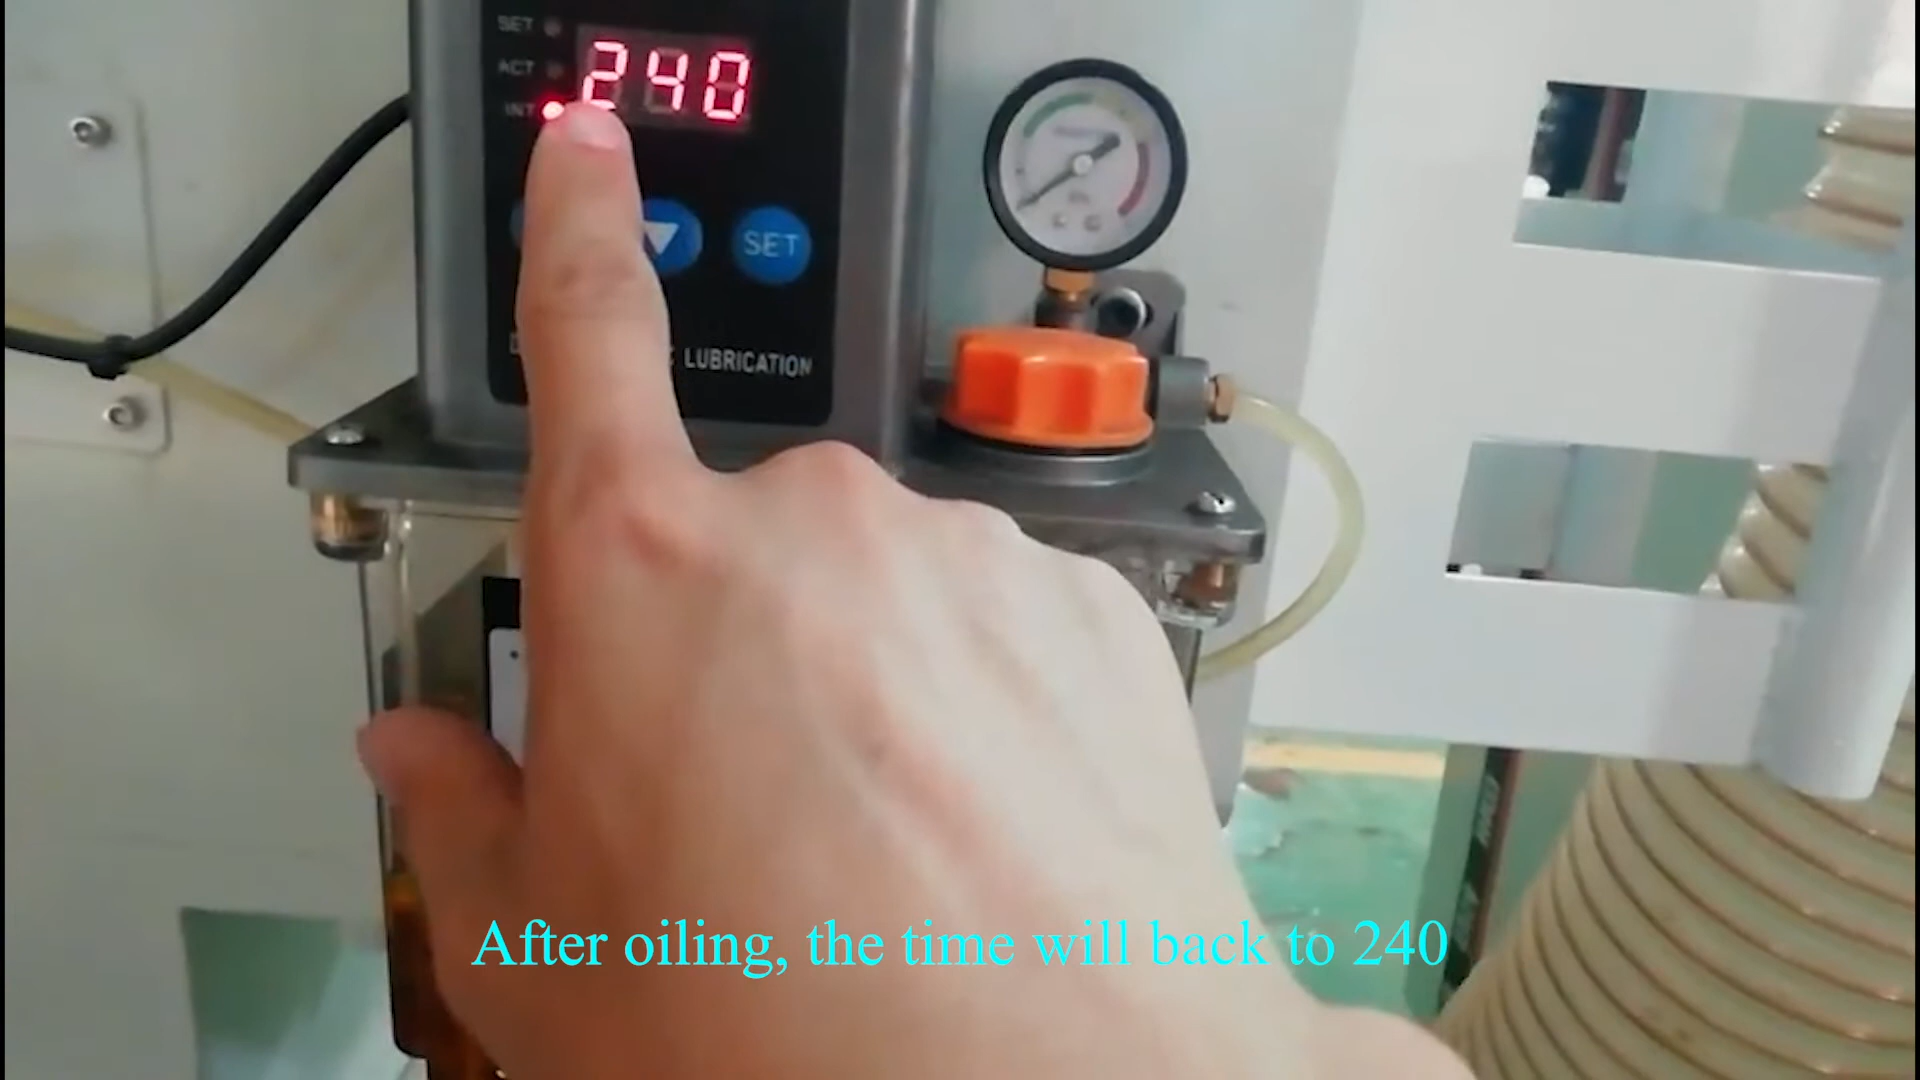 SET
ACT
INT
240
SET
LUBRICATION
After oiling, the time will back to 240